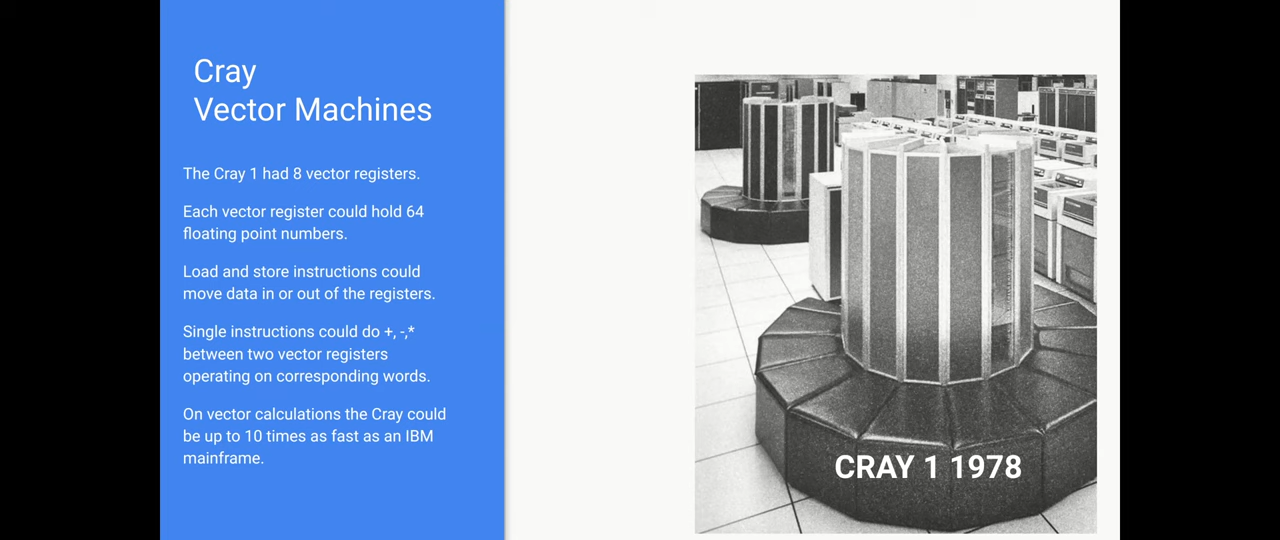 Cray
Vector Machines
The Cray 1 had 8 vector registers.
Each vector register could hold 64
floating point numbers.
Load and store instructions could
move data in or out of the registers.
Single instructions could do +, -,*
between two vector registers
operating on corresponding words.
On vector calculations the Cray could
be up to 10 times as fast as an IBM
mainframe.
CRAY 1 1978